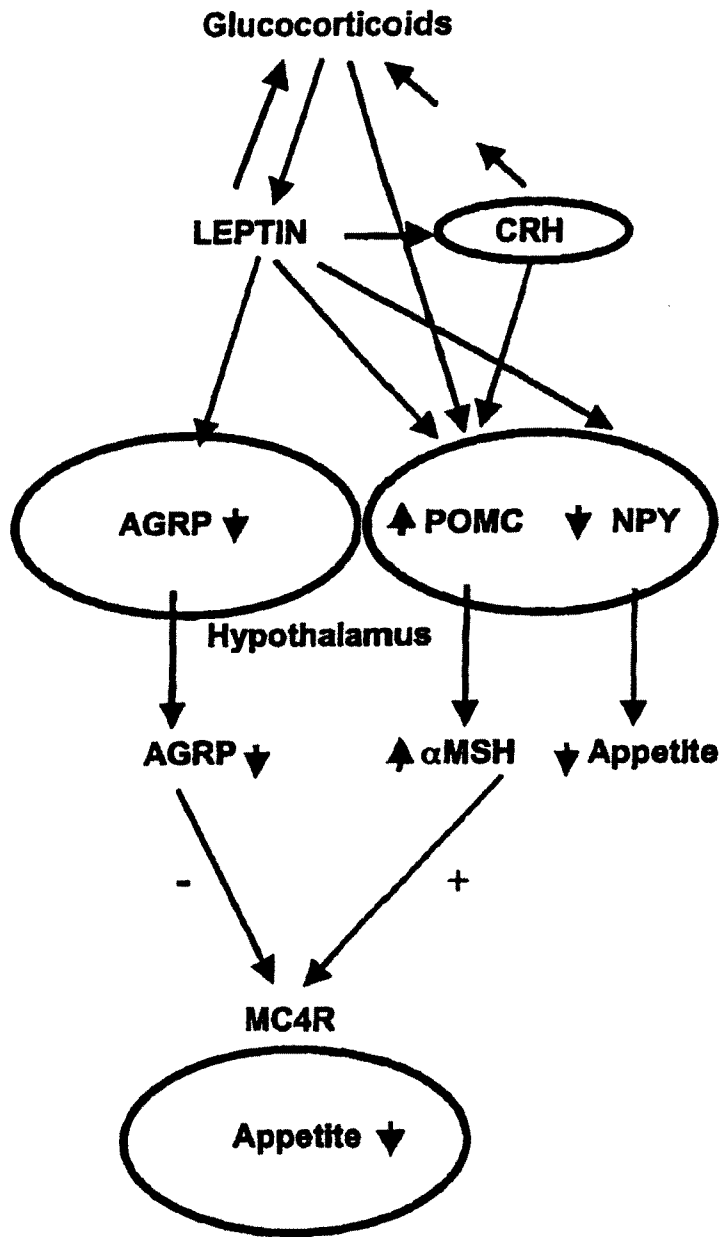 Glucocorticoids
LEPTIN
CRH
AGRP
POMC
NPY
Hypothalamus
AGRP
αMSH
Appetite
-
+
MC4R
Appetite